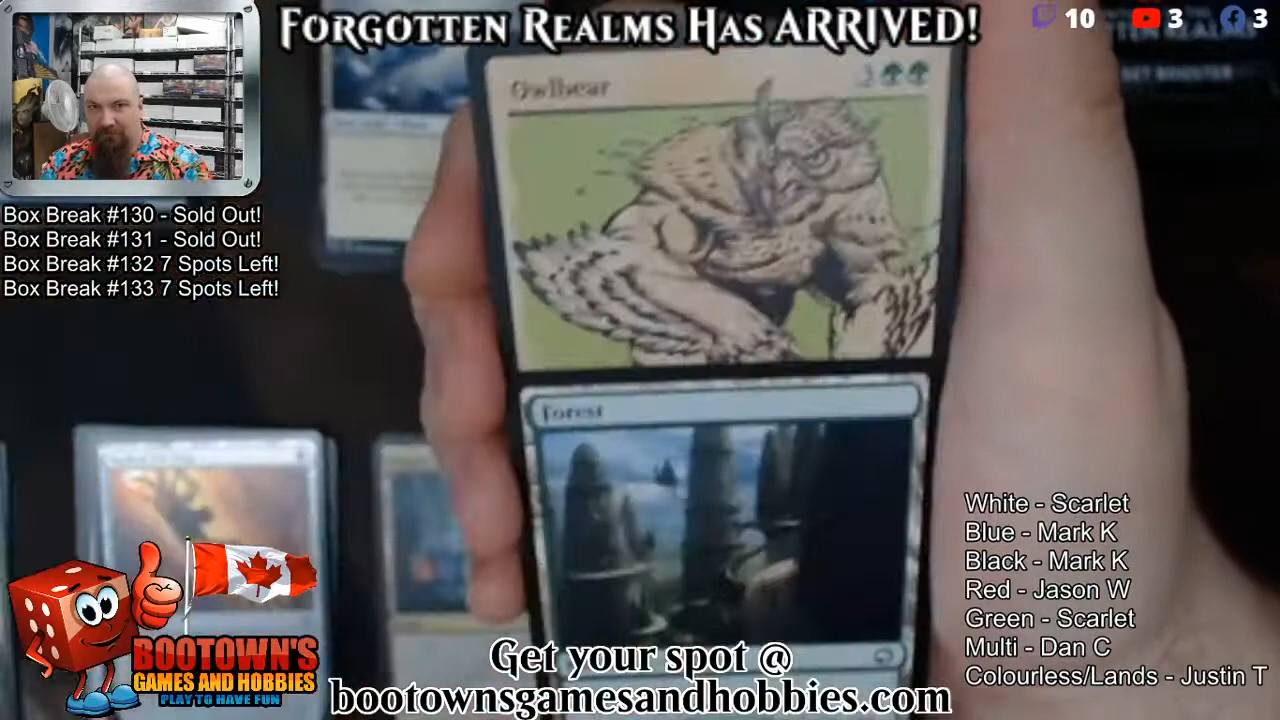 FORGOTTEN REALMS HAS ARRIVED!
10
3
3
Box Break #130 - Sold Out!
Box Break #131 - Sold Out!
Box Break #132 7 Spots Left!
Box Break #133 7 Spots Left!
Owlbear
3
Forest
White - Scarlet
Blue - Mark K
Black - Mark K
Red - Jason W
Green - Scarlet
Multi - Dan C
Colourless/Lands - Justin T
BOOTOWN'S
GAMES AND HOBBIES
PLAY TO HAVE FUN
Get your spot @
bootownsgamesandhobbies.com